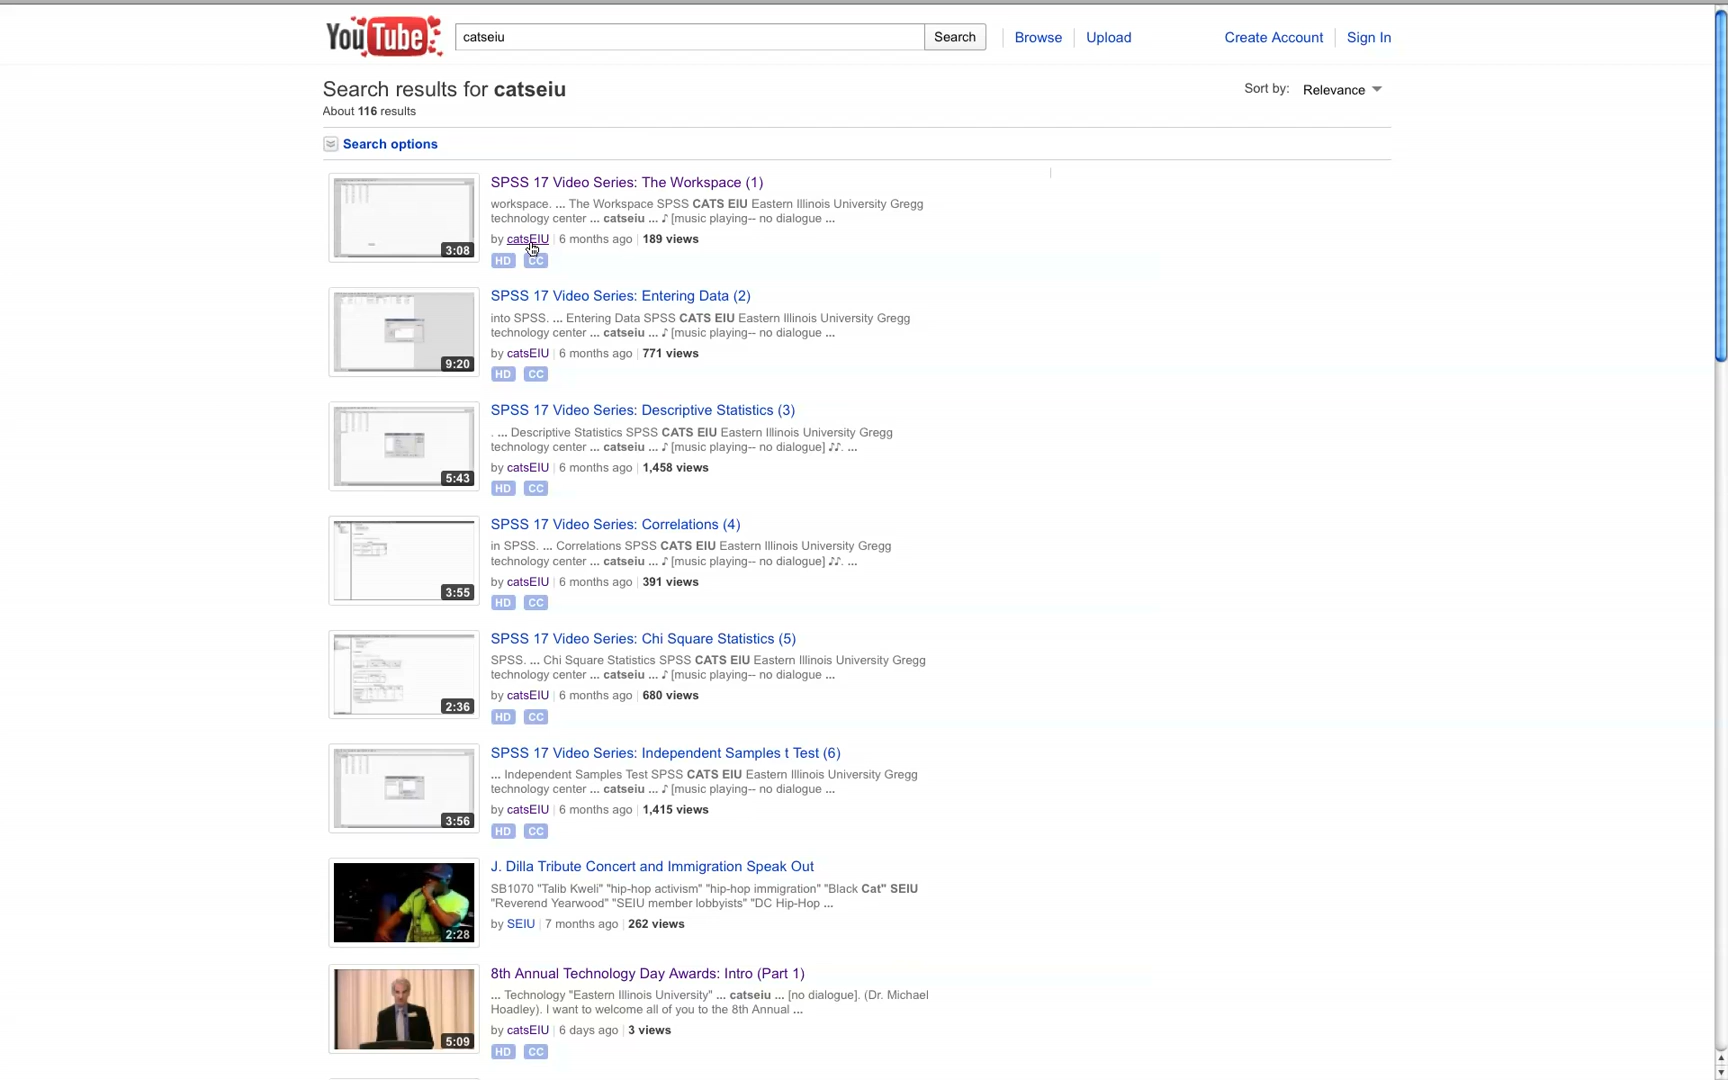 YouTube
catseiu
Search
Browse
Upload
Create Account
Sign In
Search results for catseiu
About 116 results
Sort by: Relevance
Search options
SPSS 17 Video Series: The Workspace (1)
workspace. ... The Workspace SPSS CATS EIU Eastern Illinois University Gregg
technology center ... catseiu ... ♪ [music playing-- no dialogue ...
by catsEIU | 6 months ago | 189 views
3:08
HD CC
SPSS 17 Video Series: Entering Data (2)
into SPSS. ... Entering Data SPSS CATS EIU Eastern Illinois University Gregg
technology center ... catseiu ... ♪ [music playing-- no dialogue ...
by catsEIU | 6 months ago | 771 views
9:20
HD CC
SPSS 17 Video Series: Descriptive Statistics (3)
. ... Descriptive Statistics SPSS CATS EIU Eastern Illinois University Gregg
technology center ... catseiu ... ♪ [music playing-- no dialogue] ♪♪. ...
by catsEIU | 6 months ago | 1,458 views
5:43
HD CC
SPSS 17 Video Series: Correlations (4)
in SPSS. ... Correlations SPSS CATS EIU Eastern Illinois University Gregg
technology center ... catseiu ... ♪ [music playing-- no dialogue] ♪♪. ...
by catsEIU | 6 months ago | 391 views
3:55
HD CC
SPSS 17 Video Series: Chi Square Statistics (5)
SPSS. ... Chi Square Statistics SPSS CATS EIU Eastern Illinois University Gregg
technology center ... catseiu ... ♪ [music playing-- no dialogue ...
by catsEIU | 6 months ago | 680 views
2:36
HD CC
SPSS 17 Video Series: Independent Samples t Test (6)
... Independent Samples Test SPSS CATS EIU Eastern Illinois University Gregg
technology center ... catseiu ... ♪ [music playing-- no dialogue ...
by catsEIU | 6 months ago | 1,415 views
3:56
HD CC
J. Dilla Tribute Concert and Immigration Speak Out
SB1070 "Talib Kweli" "hip-hop activism" "hip-hop immigration" "Black Cat" SEIU
"Reverend Yearwood" "SEIU member lobbyists" "DC Hip-Hop ...
by SEIU | 7 months ago | 262 views
2:28
8th Annual Technology Day Awards: Intro (Part 1)
... Technology "Eastern Illinois University" ... catseiu ... [no dialogue]. (Dr. Michael
Hoadley). I want to welcome all of you to the 8th Annual ...
by catsEIU | 6 days ago | 3 views
5:09
HD CC